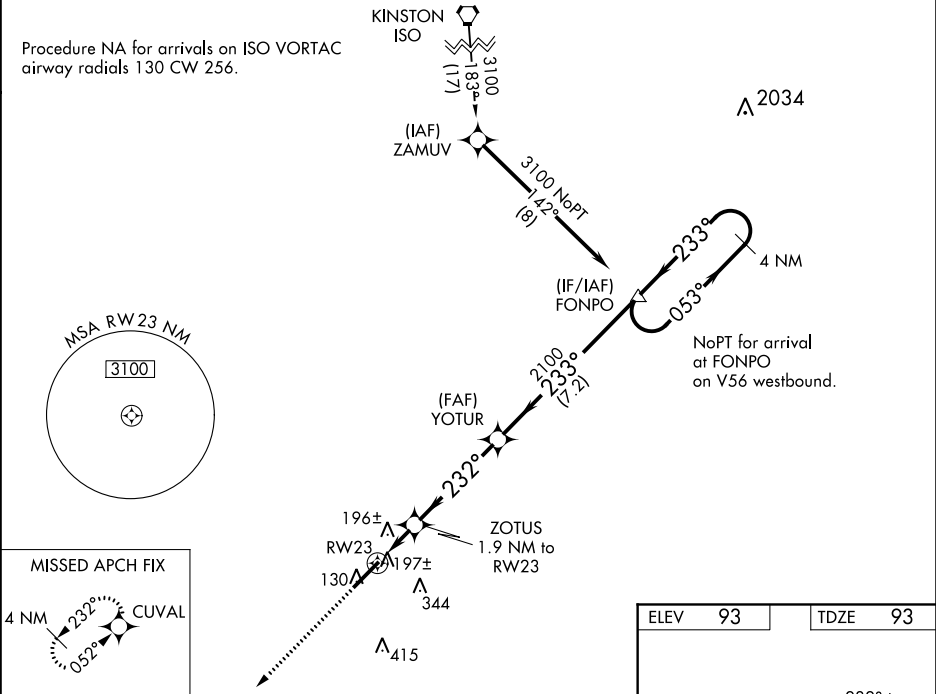 KINSTON
ISO
Procedure NA for arrivals on ISO VORTAC
airway radials 130 CW 256.
3100
183°
(17)
2034
(IAF)
ZAMUV
3100 NoPT
142°
(8)
233°
4 NM
(IF/IAF)
FONPO
053°
NoPT for arrival
at FONPO
on V56 westbound.
MSA RW23 NM
3100
2100
233°
(7.2)
(FAF)
YOTUR
232°
196±
ZOTUS
1.9 NM to
RW23
RW23
197±
130
344
415
MISSED APCH FIX
4 NM
232°
CUVAL
052°
ELEV 93
TDZE 93